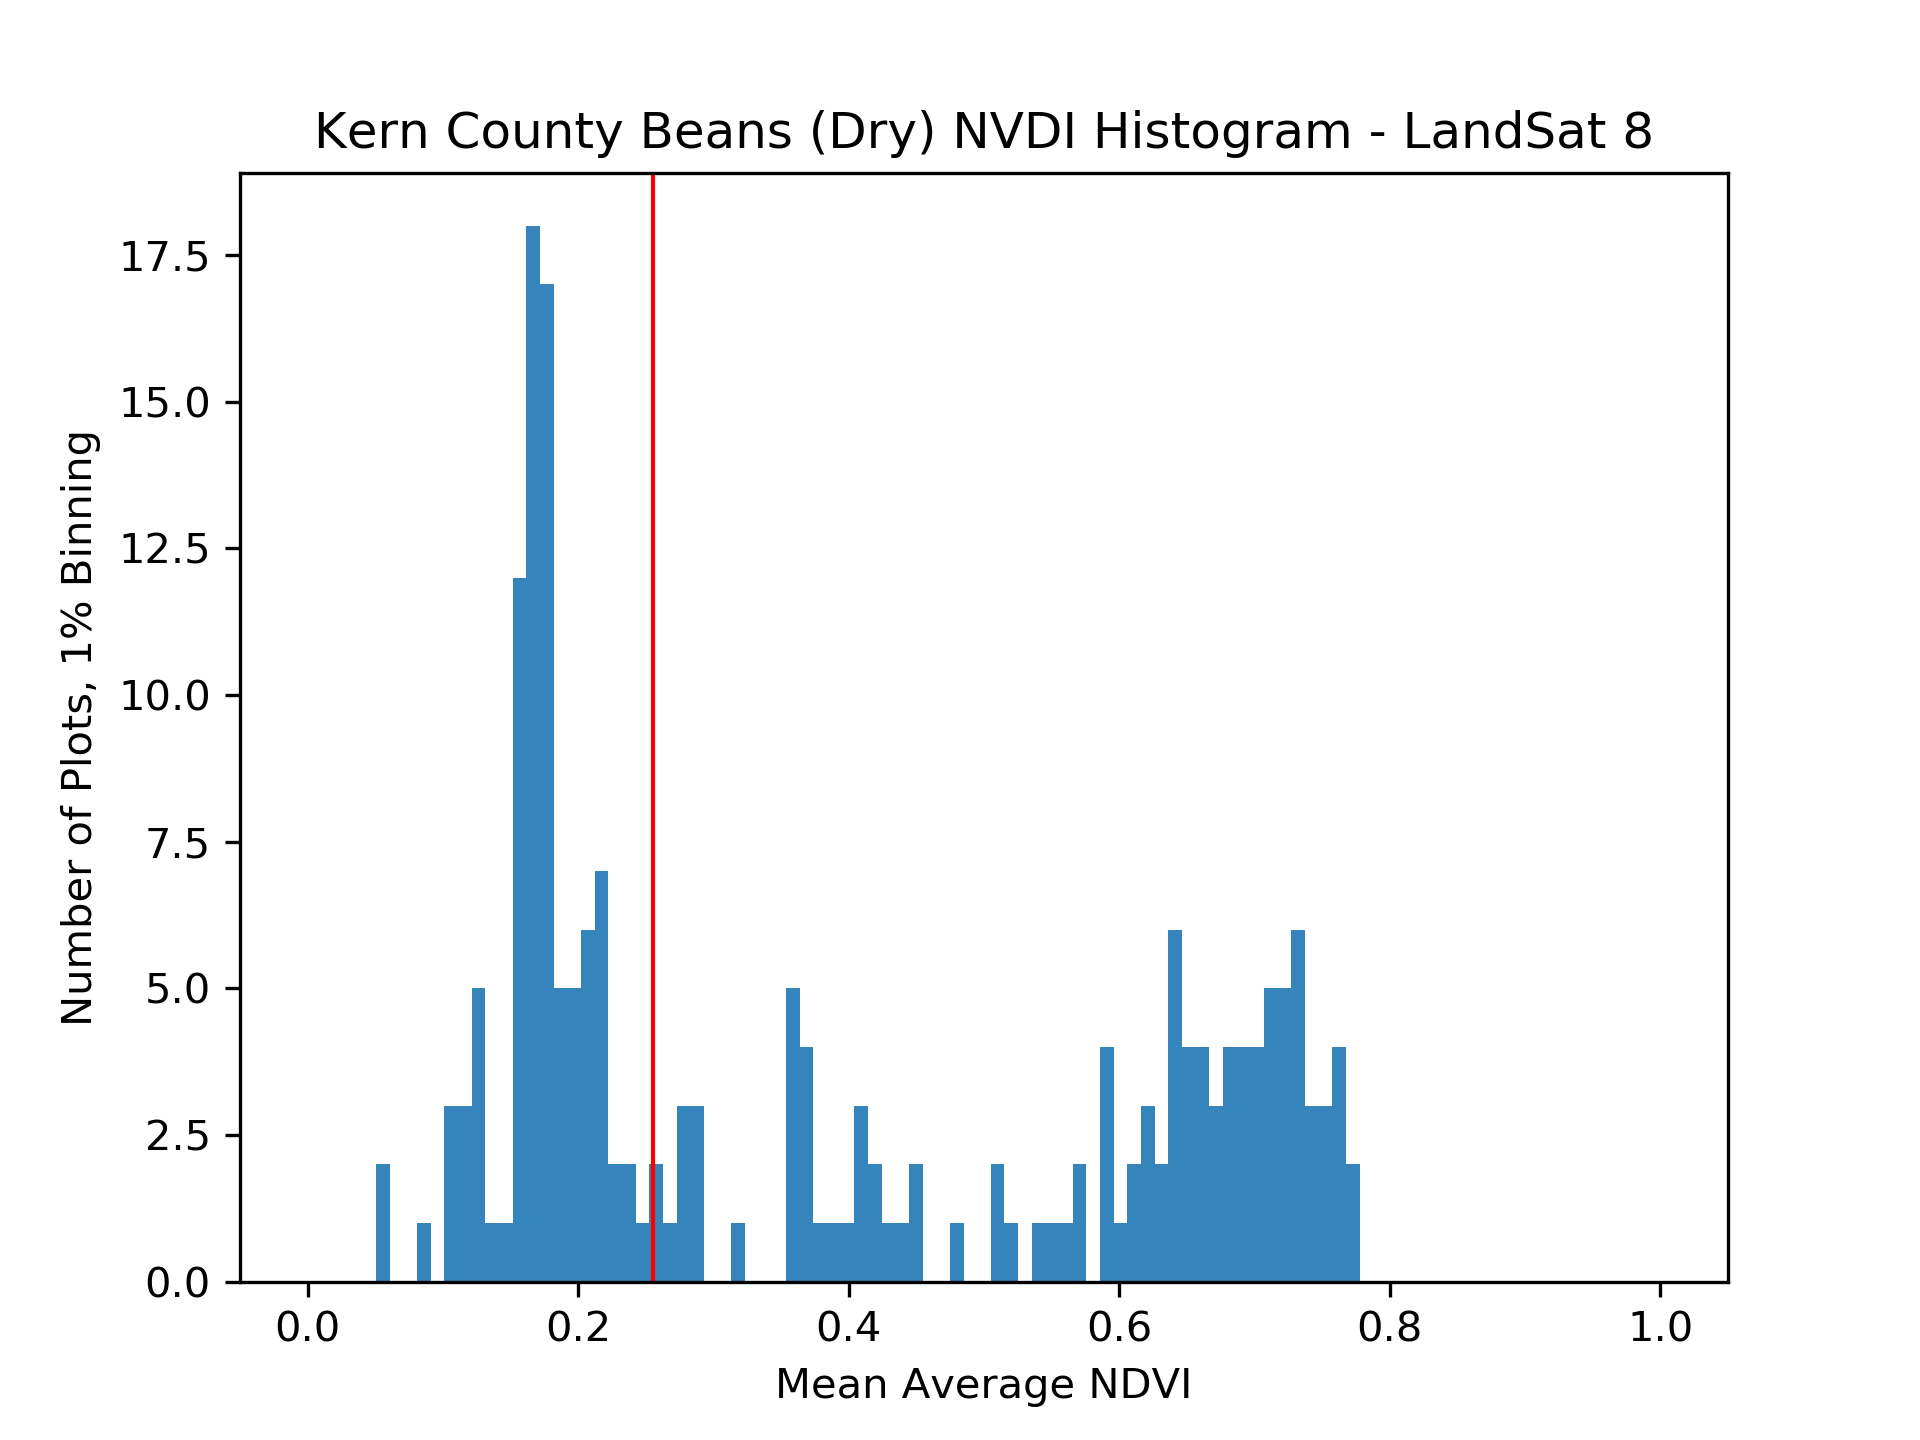 Kern County Beans (Dry) NVDI Histogram - LandSat 8
17.5
15.0
12.5
10.0
7.5
5.0
2.5
0.0
Number of Plots, 1% Binning
0.0 0.2 0.4 0.6 0.8 1.0
Mean Average NDVI